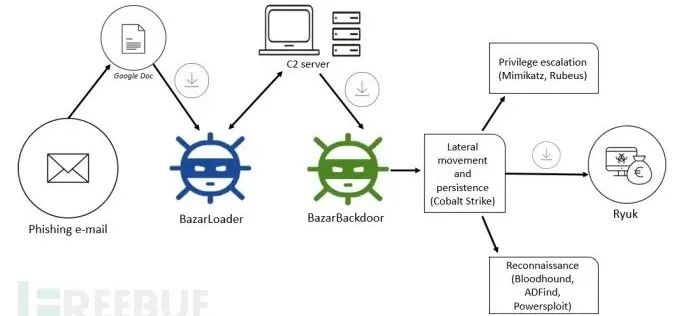 Google Doc
C2 server
Privilege escalation
(Mimikatz, Rubeus)
Phishing e-mail
BazarLoader
BazarBackdoor
Lateral
movement
and
persistence
(Cobalt Strike)
Ryuk
Reconnaissance
(Bloodhound,
ADFind,
Powersploit)
FREEBUF